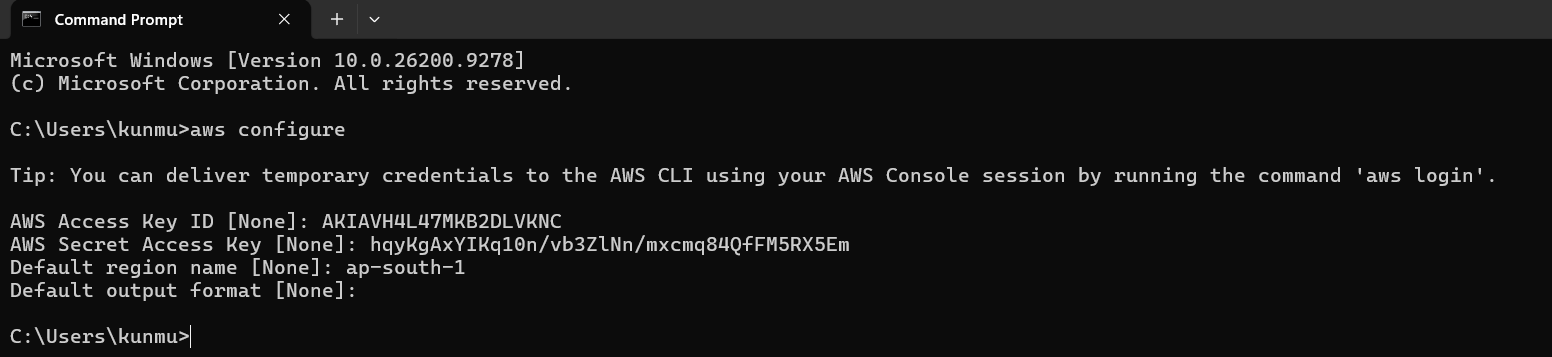 Command Prompt
Microsoft Windows [Version 10.0.26200.9278]
(c) Microsoft Corporation. All rights reserved.
C:\Users\kunmu>aws configure
Tip: You can deliver temporary credentials to the AWS CLI using your AWS Console session by running the command 'aws login'.
AWS Access Key ID [None]: AKIAVH4L47MKB2DLVKNC
AWS Secret Access Key [None]: hqyKgAxYIKq10n/vb3ZlNn/mxcmq84QfFM5RX5Em
Default region name [None]: ap-south-1
Default output format [None]:
C:\Users\kunmu>